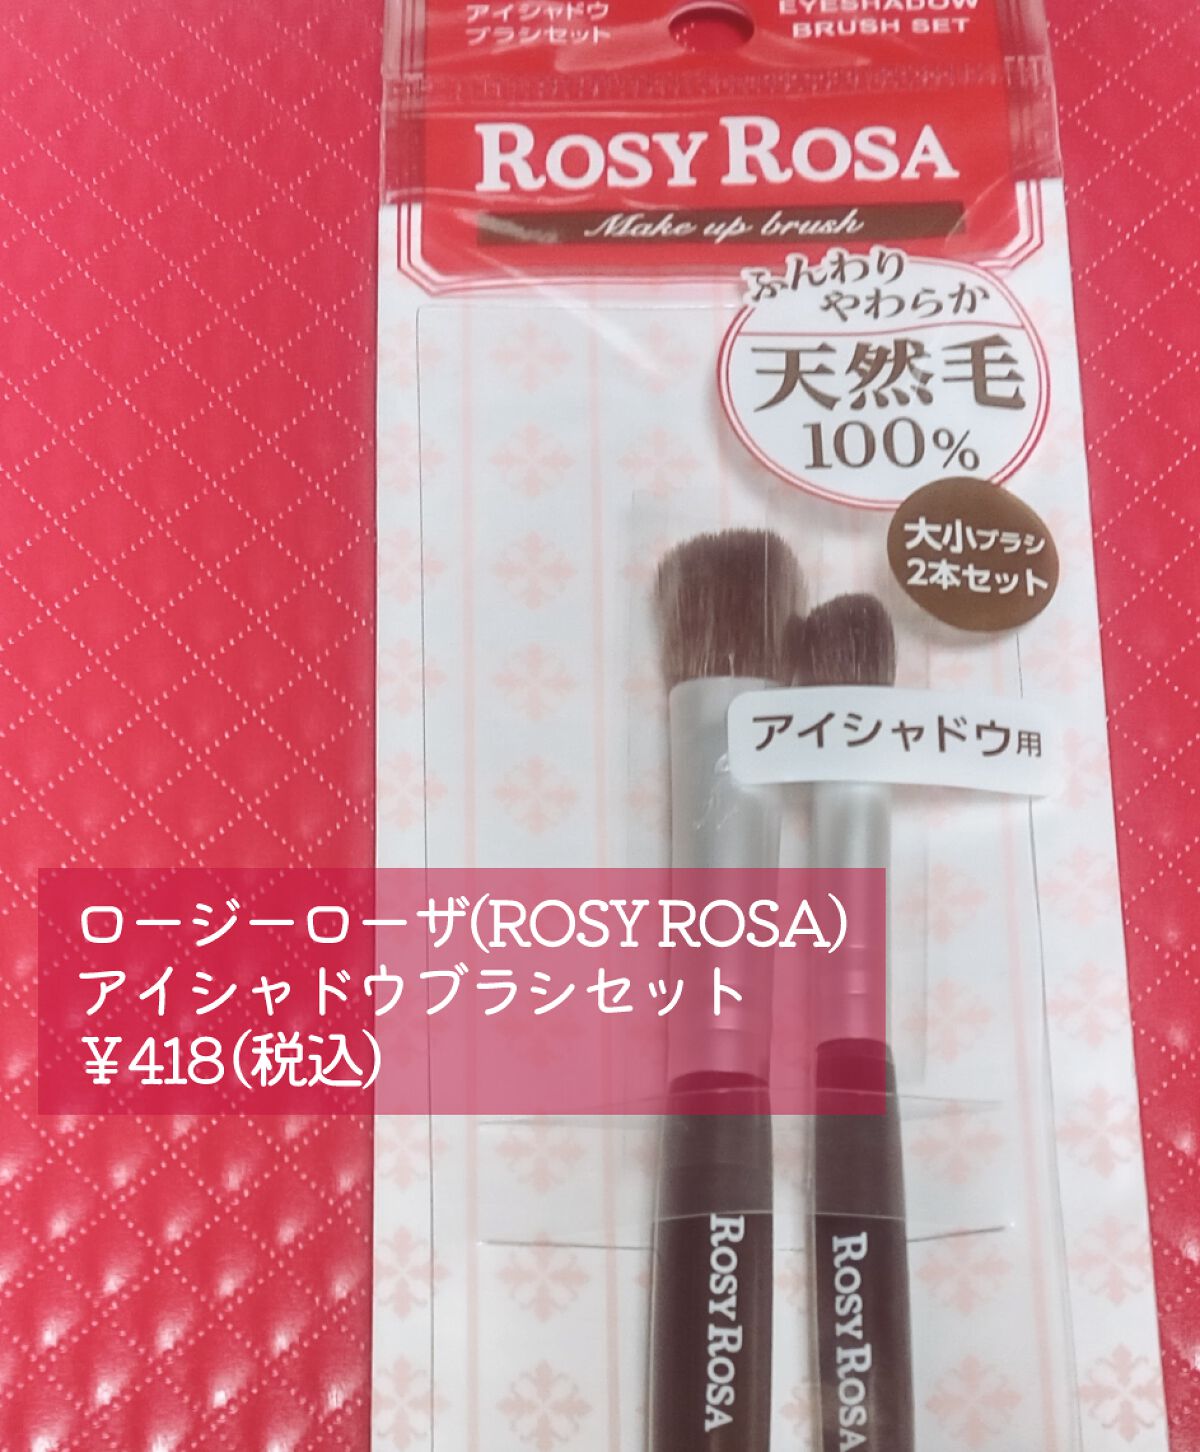 アイシャドウ
ブラシセット
EYESHADOW
BRUSH SET
ROSY ROSA
Make up brush
ふんわり
やわらか
天然毛
100%
大小ブラシ
2本セット
アイシャドウ用
ロージーローザ(ROSY ROSA)
アイシャドウブラシセット
￥418(税込)
ROSY ROSA
ROSY ROSA